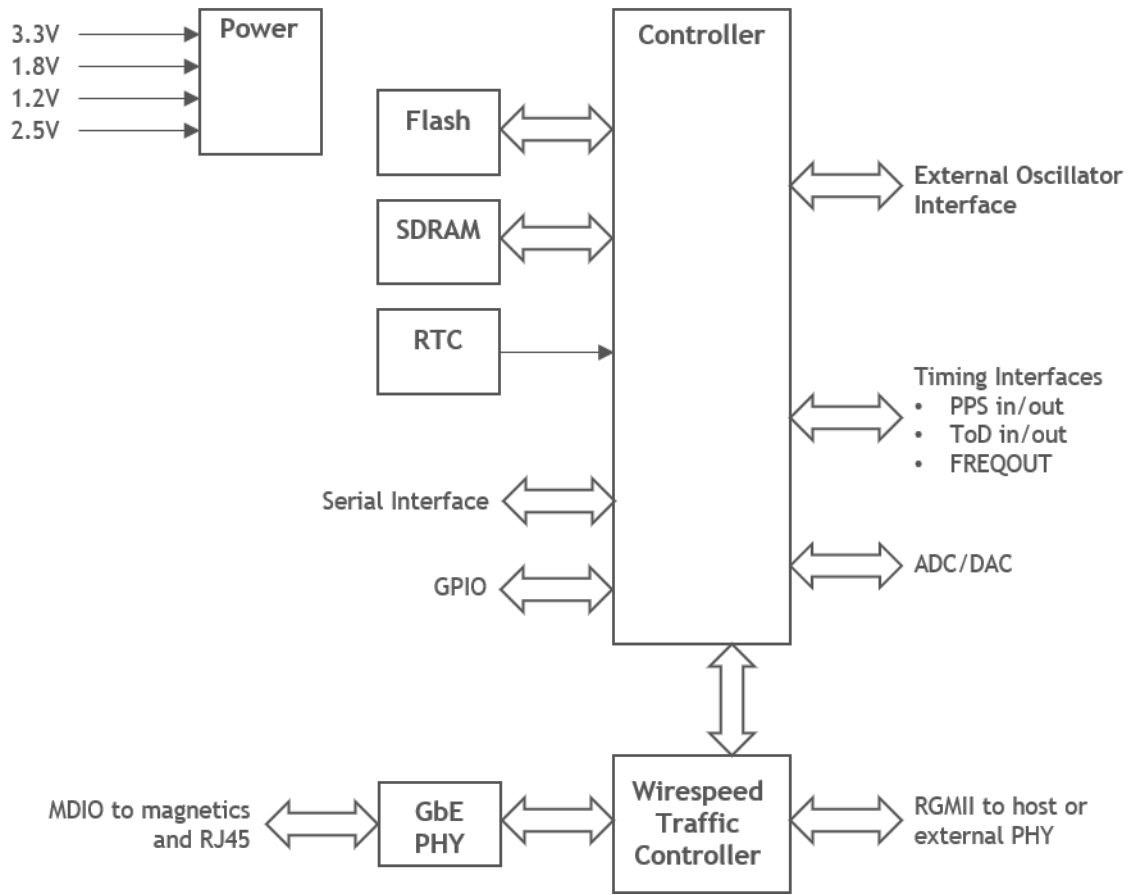 3.3V
1.8V
1.2V
2.5V
Power
Controller
Flash
SDRAM
RTC
Serial Interface
GPIO
External Oscillator
Interface
Timing Interfaces
• PPS in/out
• ToD in/out
• FREQOUT
ADC/DAC
MDIO to magnetics
and RJ45
GbE
PHY
Wirespeed
Traffic
Controller
RGMII to host or
external PHY